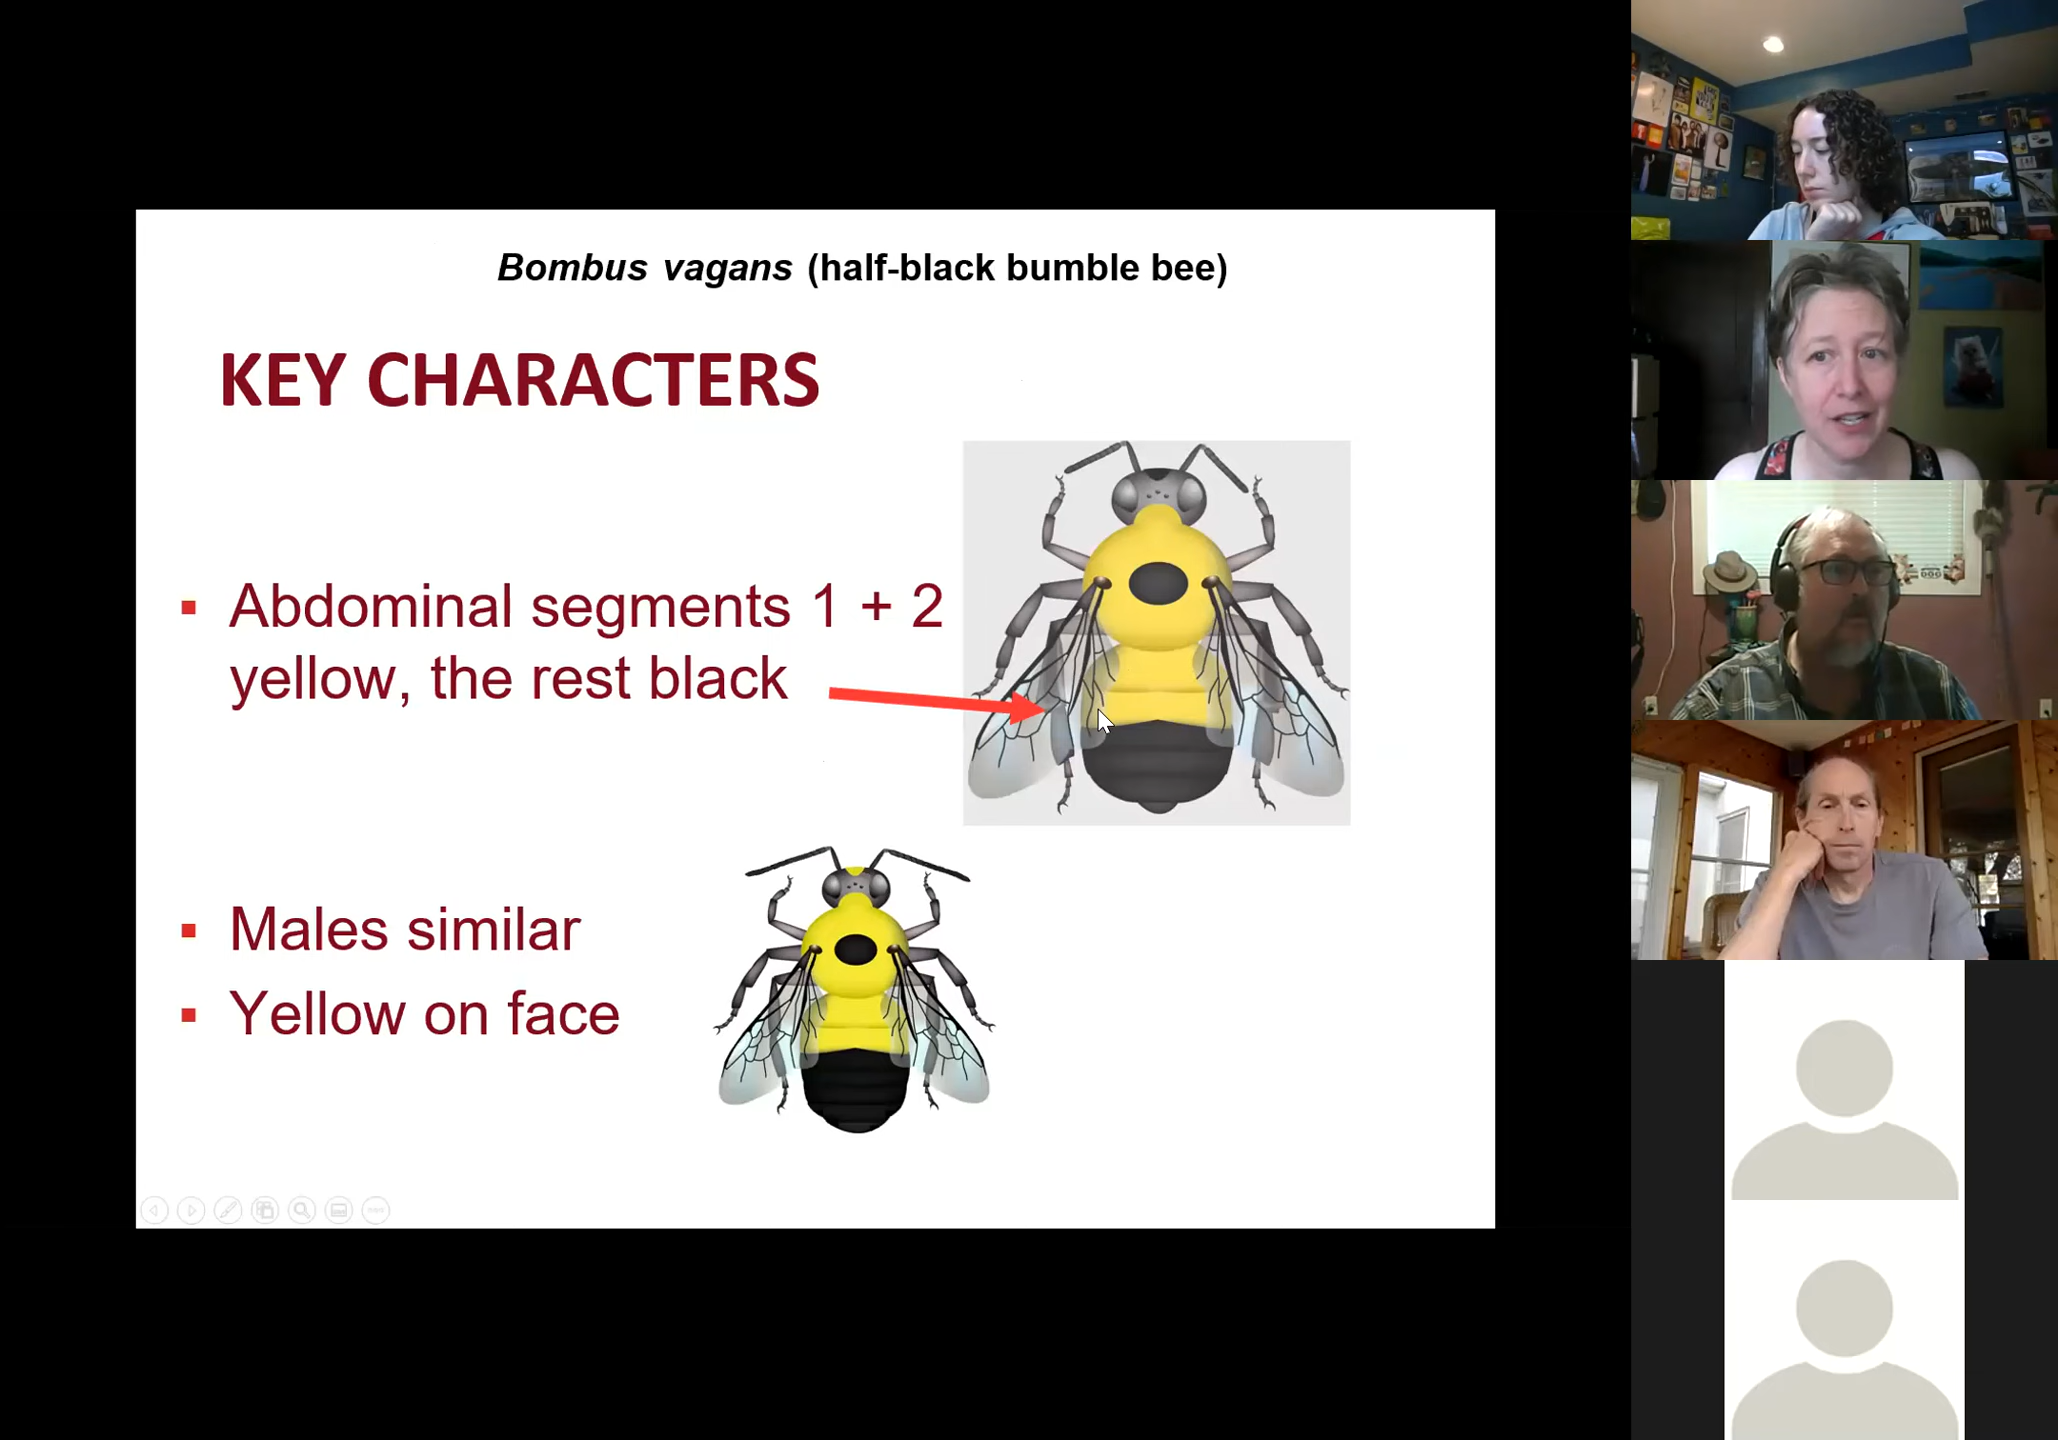 Bombus vagans (half-black bumble bee)
KEY CHARACTERS
▪ Abdominal segments 1 + 2
yellow, the rest black
▪ Males similar
▪ Yellow on face